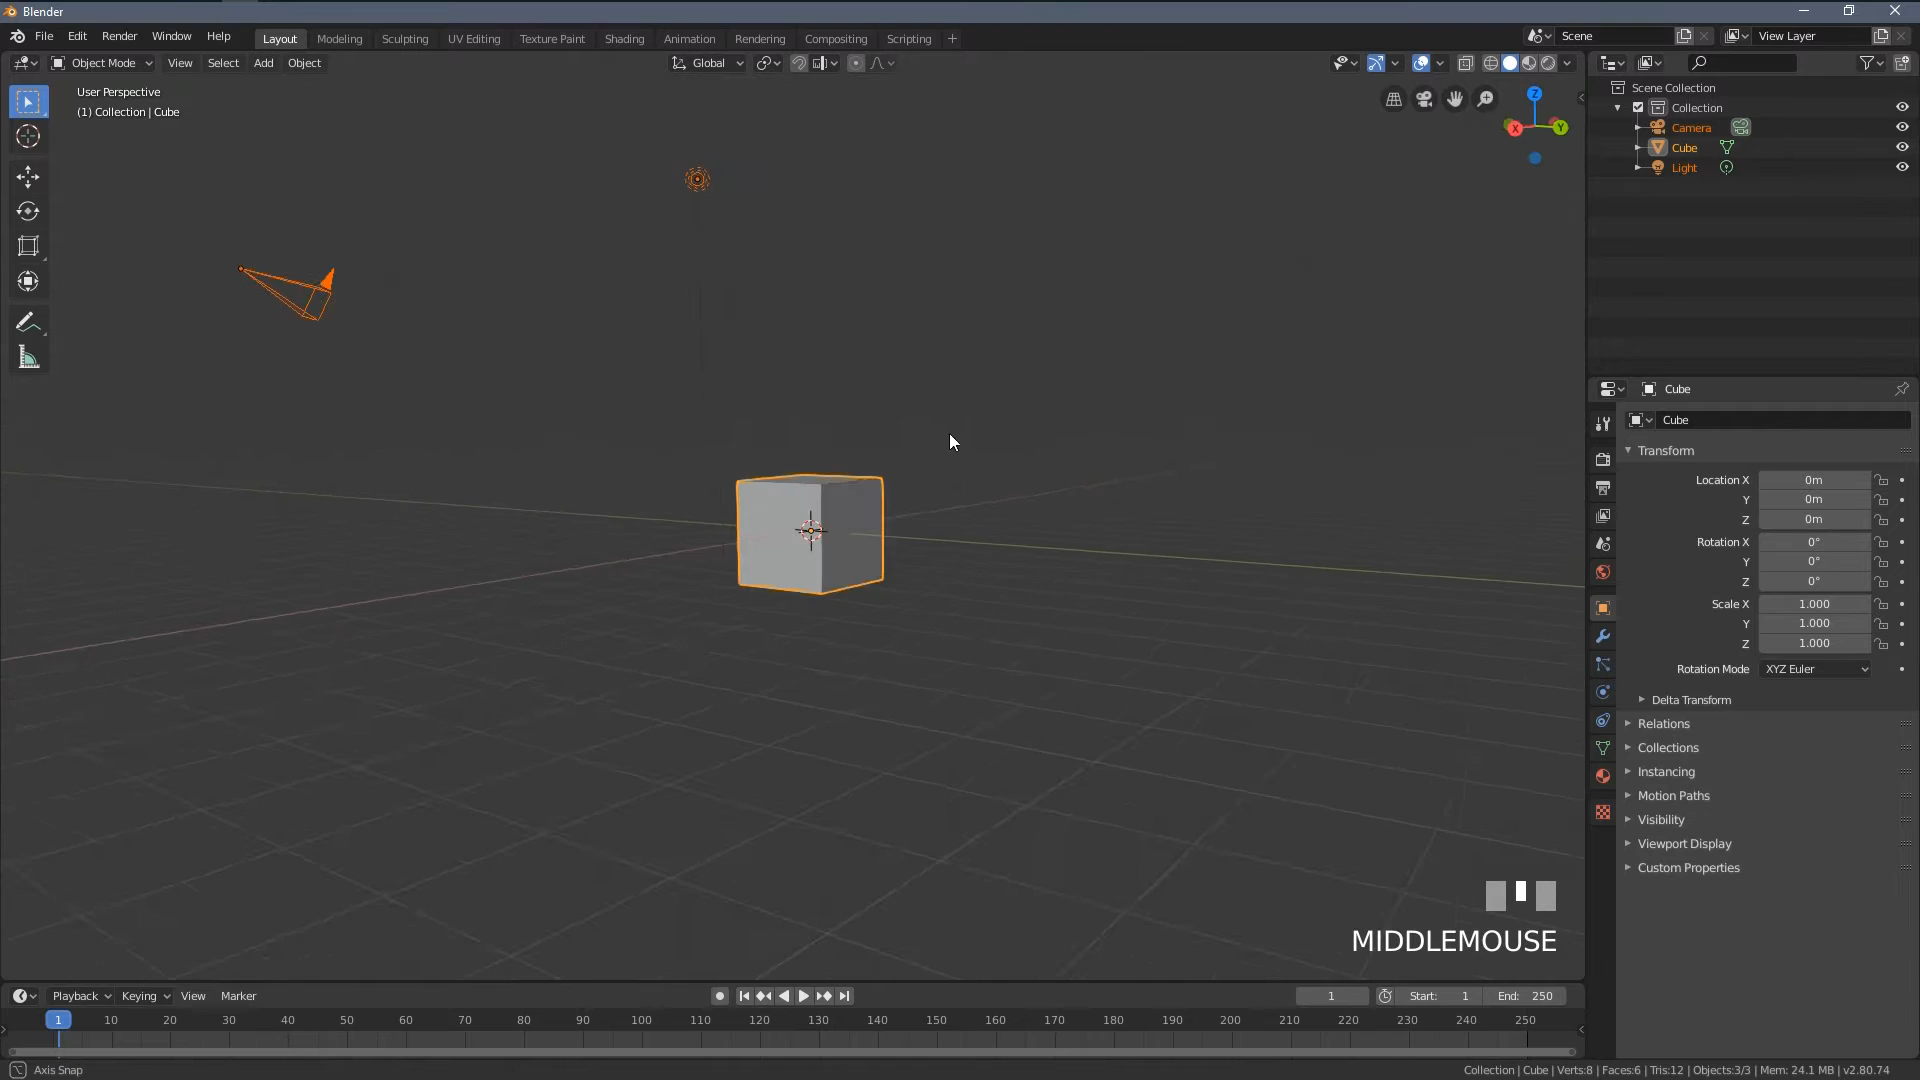 Blender
File Edit Render Window Help Layout Modeling Sculpting UV Editing Texture Paint Shading Animation Rendering Compositing Scripting + Scene View Layer
Object Mode View Select Add Object Global
User Perspective
(1) Collection | Cube
Z
X
Y
Scene Collection
Collection
Camera
Cube
Light
Cube
Cube
Transform
Location X 0m
Y 0m
Z 0m
Rotation X 0°
Y 0°
Z 0°
Scale X 1.000
Y 1.000
Z 1.000
Rotation Mode XYZ Euler
Delta Transform
Relations
Collections
Instancing
Motion Paths
Visibility
Viewport Display
Custom Properties
MIDDLEMOUSE
Playback Keying View Marker 1 Start: 1 End: 250
1 10 20 30 40 50 60 70 80 90 100 110 120 130 140 150 160 170 180 190 200 210 220 230 240 250
Axis Snap Collection | Cube | Verts:8 | Faces:6 | Tris:12 | Objects:3/3 | Mem: 24.1 MB | v2.80.74